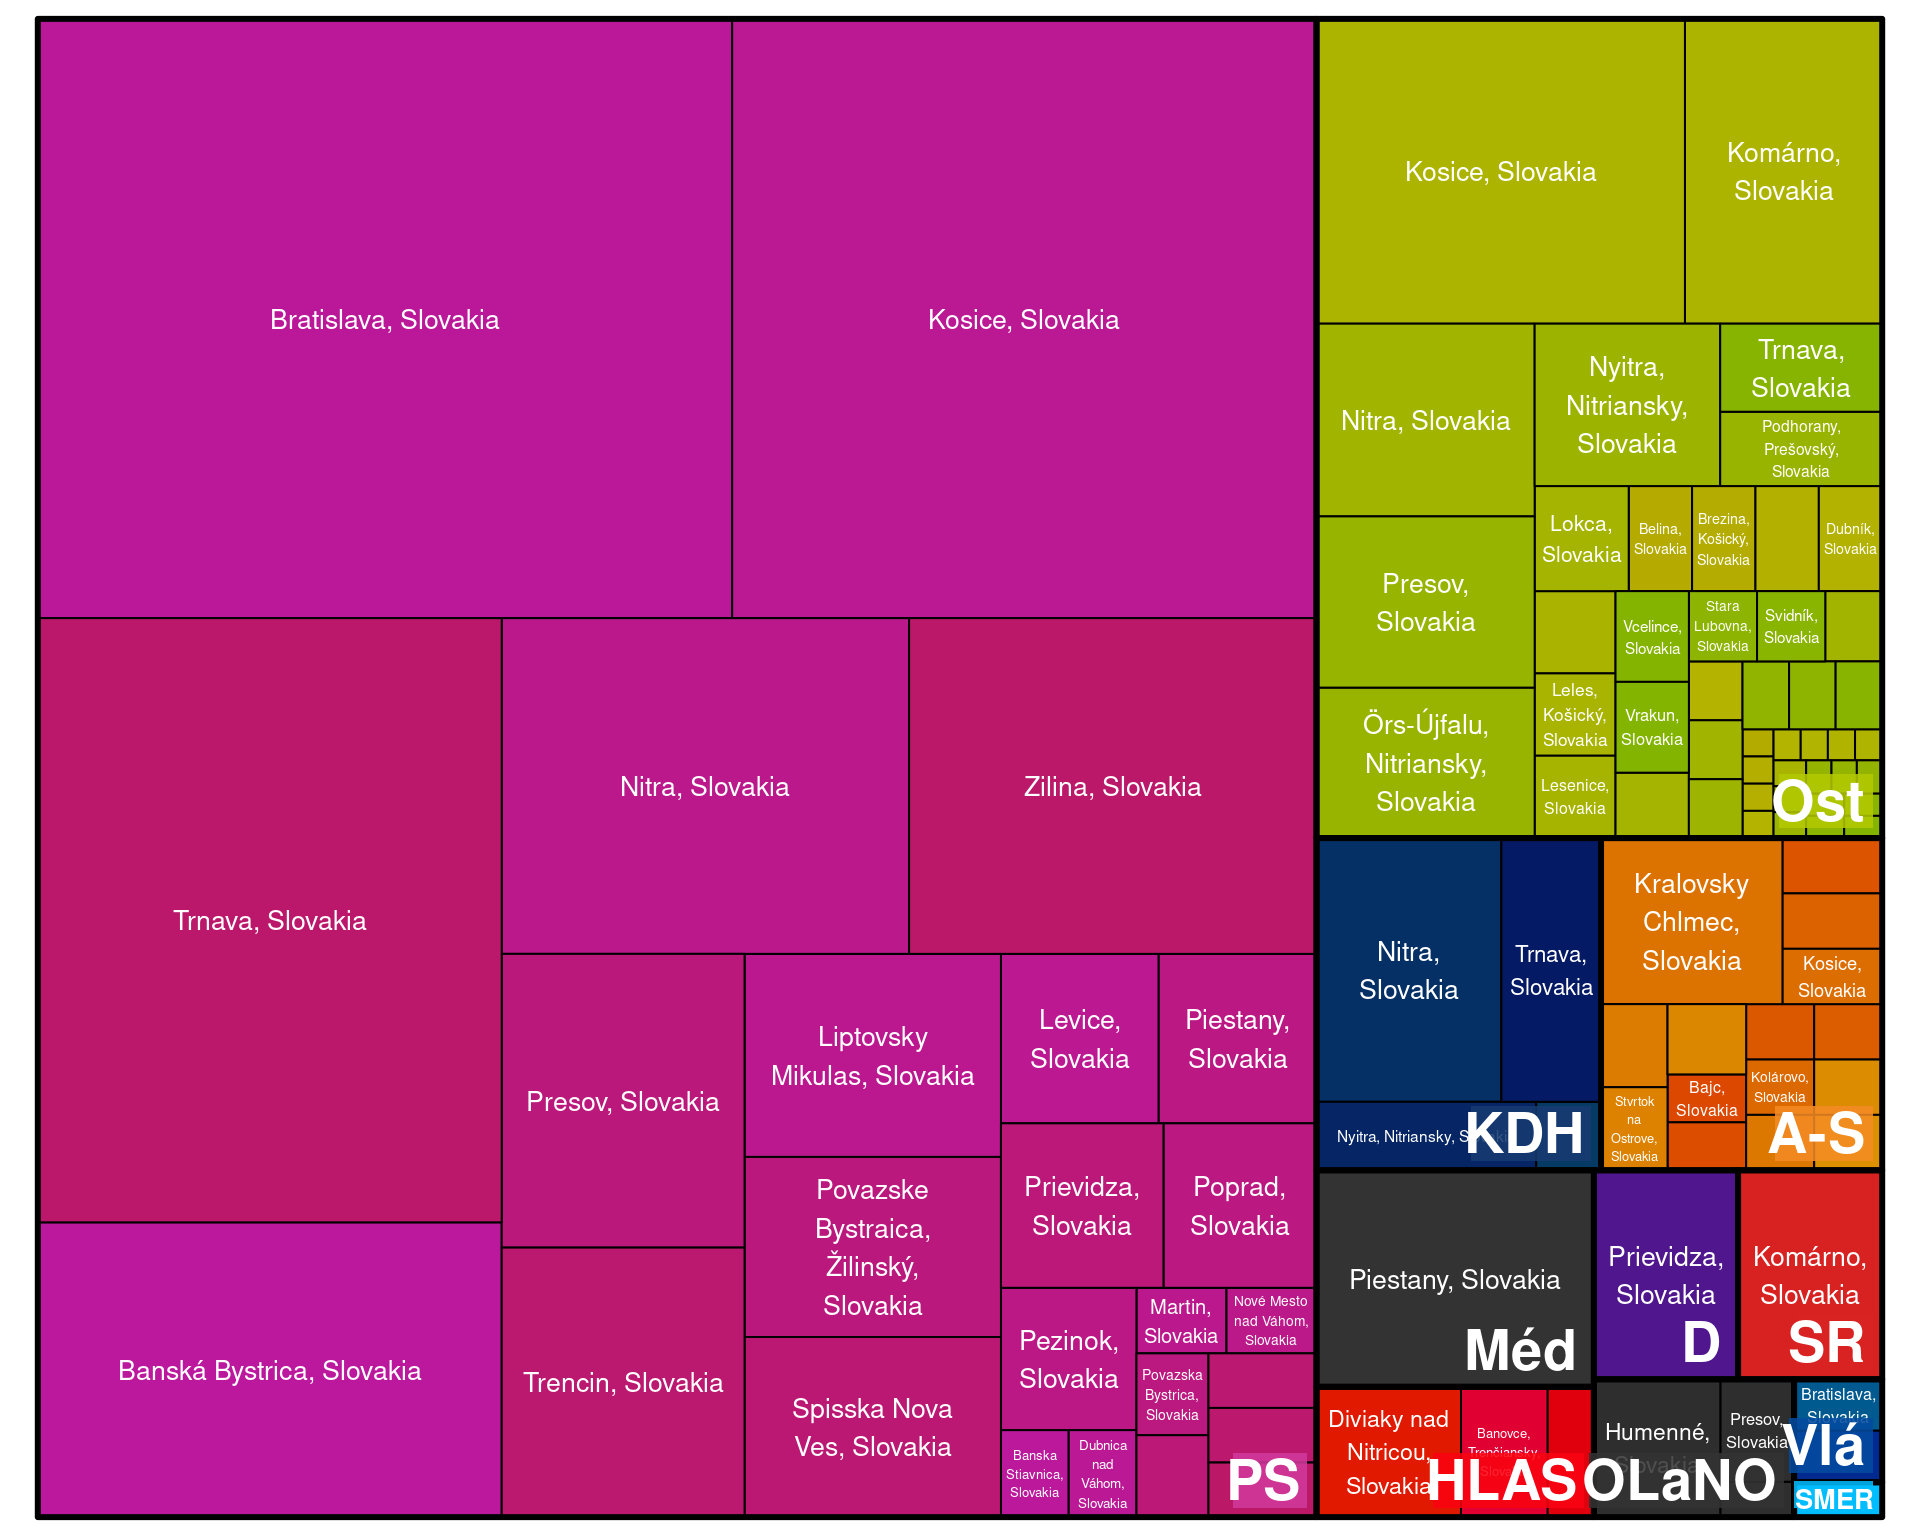 Bratislava, Slovakia
Kosice, Slovakia
Trnava, Slovakia
Nitra, Slovakia
Zilina, Slovakia
Banská Bystrica, Slovakia
Presov, Slovakia
Trencin, Slovakia
Liptovsky
Mikulas, Slovakia
Povazske
Bystraica,
Žilinský,
Slovakia
Spisska Nova
Ves, Slovakia
Levice,
Slovakia
Piestany,
Slovakia
Prievidza,
Slovakia
Poprad,
Slovakia
Pezinok,
Slovakia
Martin,
Slovakia
Nové Mesto
nad Váhom,
Slovakia
Povazska
Bystrica,
Slovakia
Banska
Stiavnica,
Slovakia
Dubnica
nad
Váhom,
Slovakia
PS
Kosice, Slovakia
Komárno,
Slovakia
Nitra, Slovakia
Nyitra,
Nitriansky,
Slovakia
Trnava,
Slovakia
Podhorany,
Prešovský,
Slovakia
Presov,
Slovakia
Örs-Újfalu,
Nitriansky,
Slovakia
Lokca,
Slovakia
Belina,
Slovakia
Brezina,
Košický,
Slovakia
Dubník,
Slovakia
Vcelince,
Slovakia
Stara
Lubovna,
Slovakia
Svidník,
Slovakia
Leles,
Košický,
Slovakia
Vrakun,
Slovakia
Lesenice,
Slovakia
Ost
Nitra,
Slovakia
Trnava,
Slovakia
Nyitra, Nitriansky, Slovakia
KDH
Kralovsky
Chlmec,
Slovakia
Kosice,
Slovakia
Stvrtok
na
Ostrove,
Slovakia
Bajc,
Slovakia
Kolárovo,
Slovakia
A-S
Piestany, Slovakia
Méd
Prievidza,
Slovakia
D
Komárno,
Slovakia
SR
Diviaky nad
Nitricou,
Slovakia
Banovce,
Trenčiansky,
Slovakia
HLAS
Humenné,
Slovakia
Presov,
Slovakia
OLaNO
Bratislava,
Slovakia
Vlá
SMER